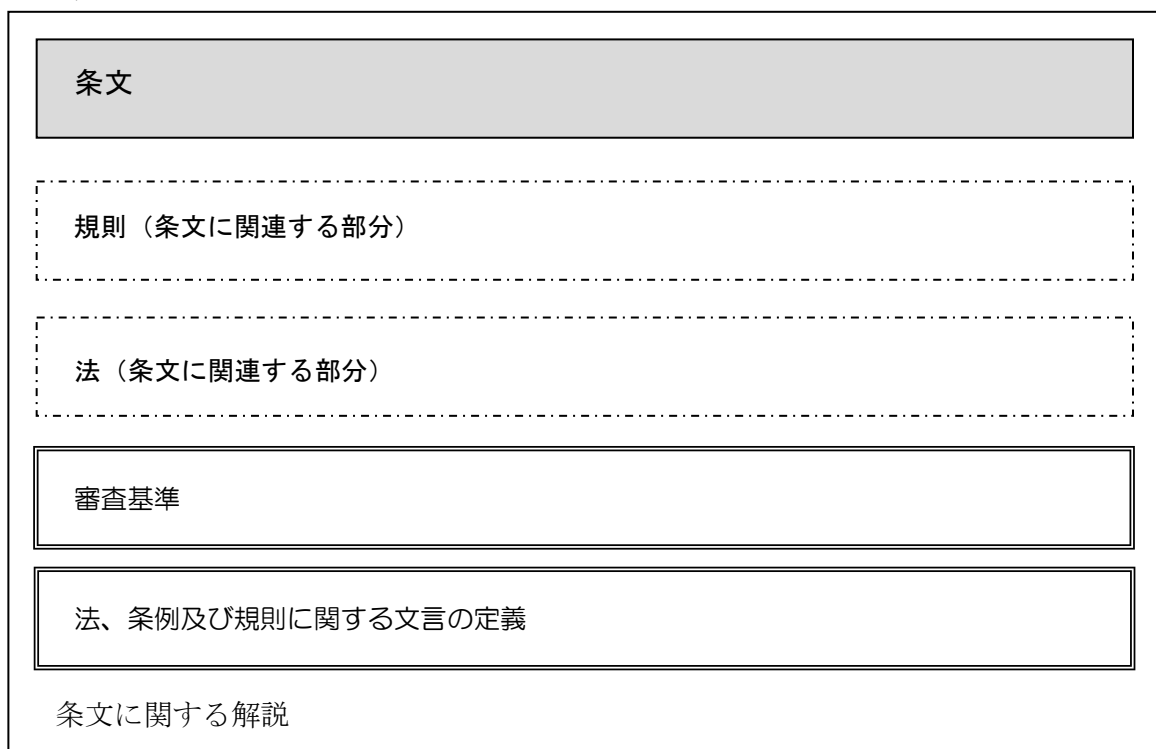 条文
規則（条文に関連する部分）
法（条文に関連する部分）
審査基準
法、条例及び規則に関する文言の定義
条文に関する解説